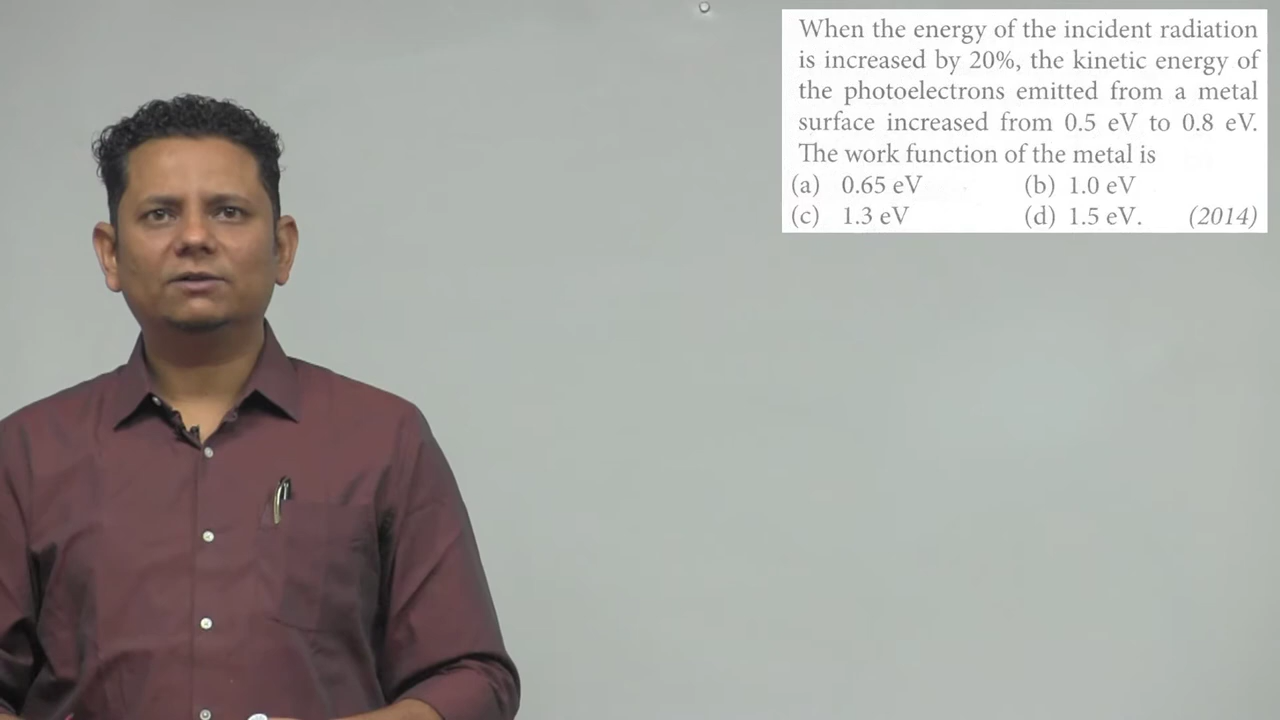 When the energy of the incident radiation
is increased by 20%, the kinetic energy of
the photoelectrons emitted from a metal
surface increased from 0.5 eV to 0.8 eV.
The work function of the metal is
(a) 0.65 eV (b) 1.0 eV
(c) 1.3 eV (d) 1.5 eV. (2014)